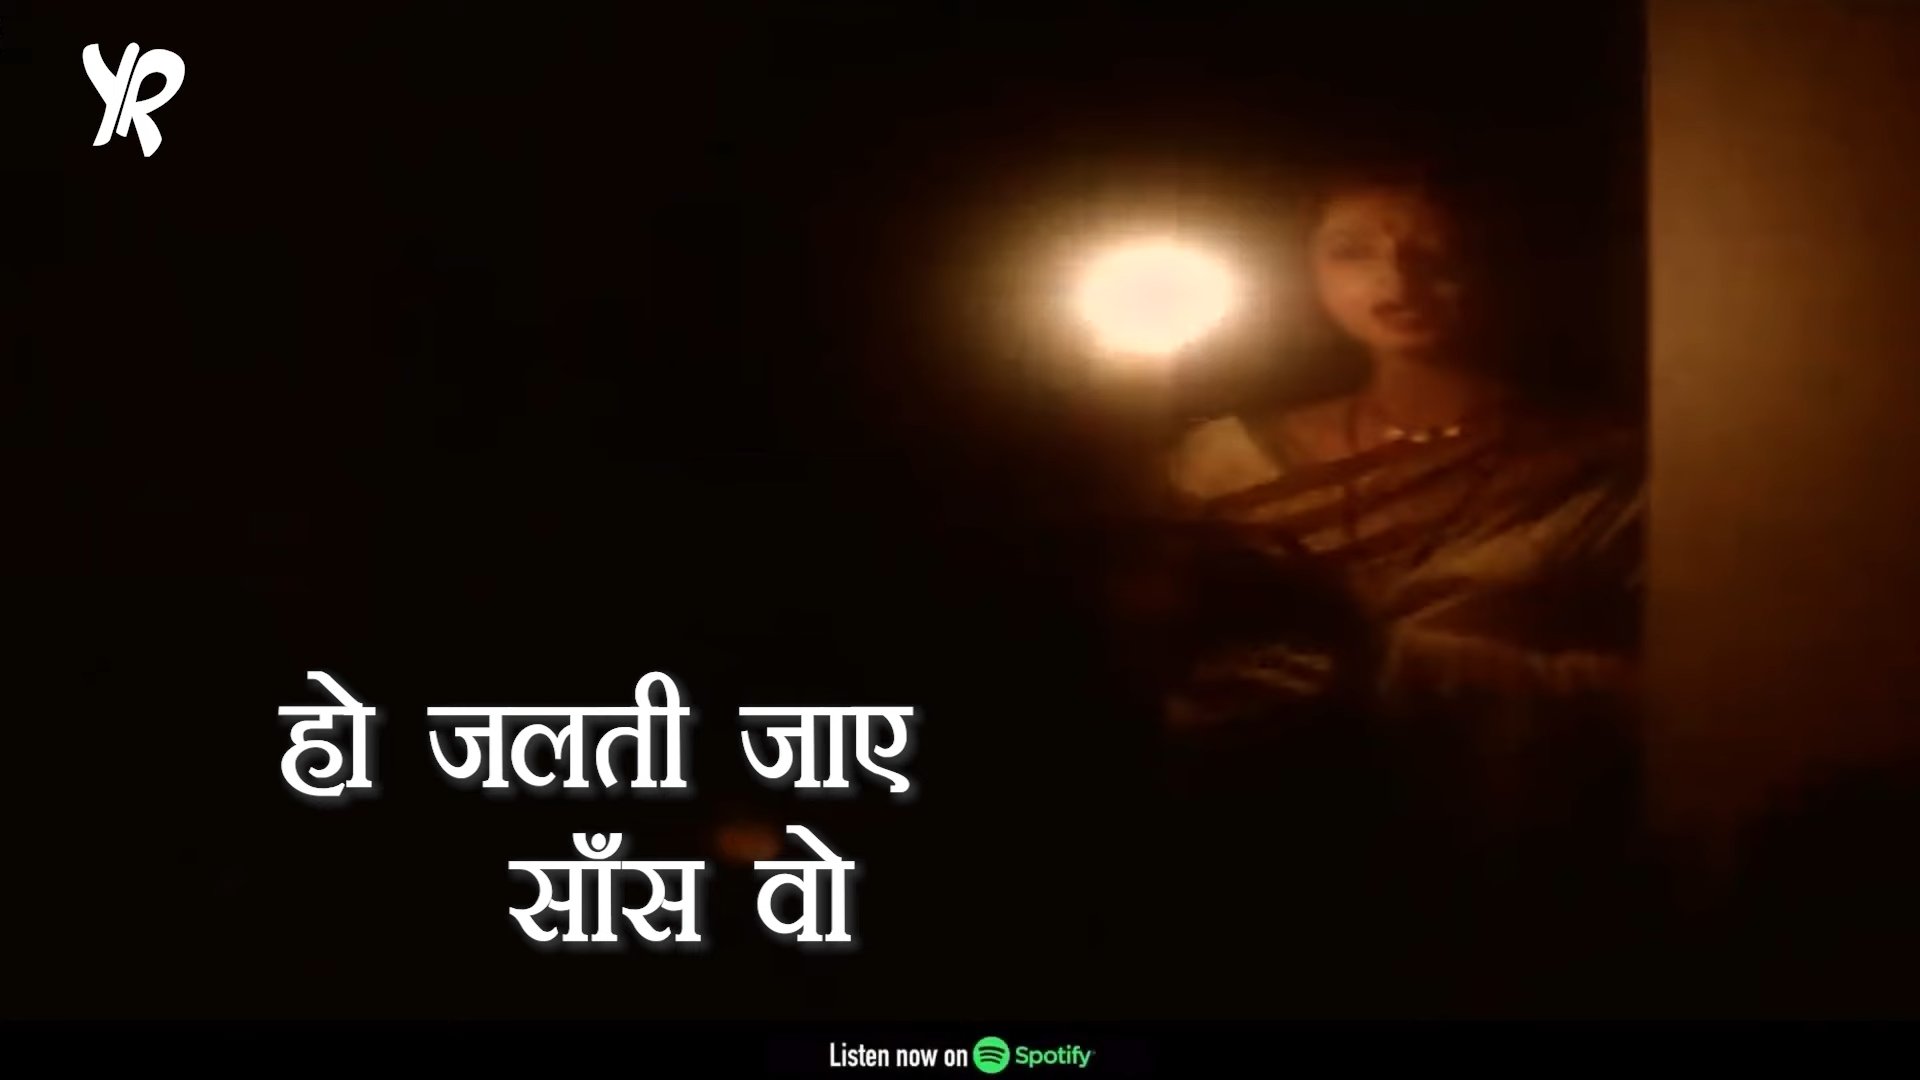 YR
हो जलती जाए
साँस वो
Listen now on Spotify